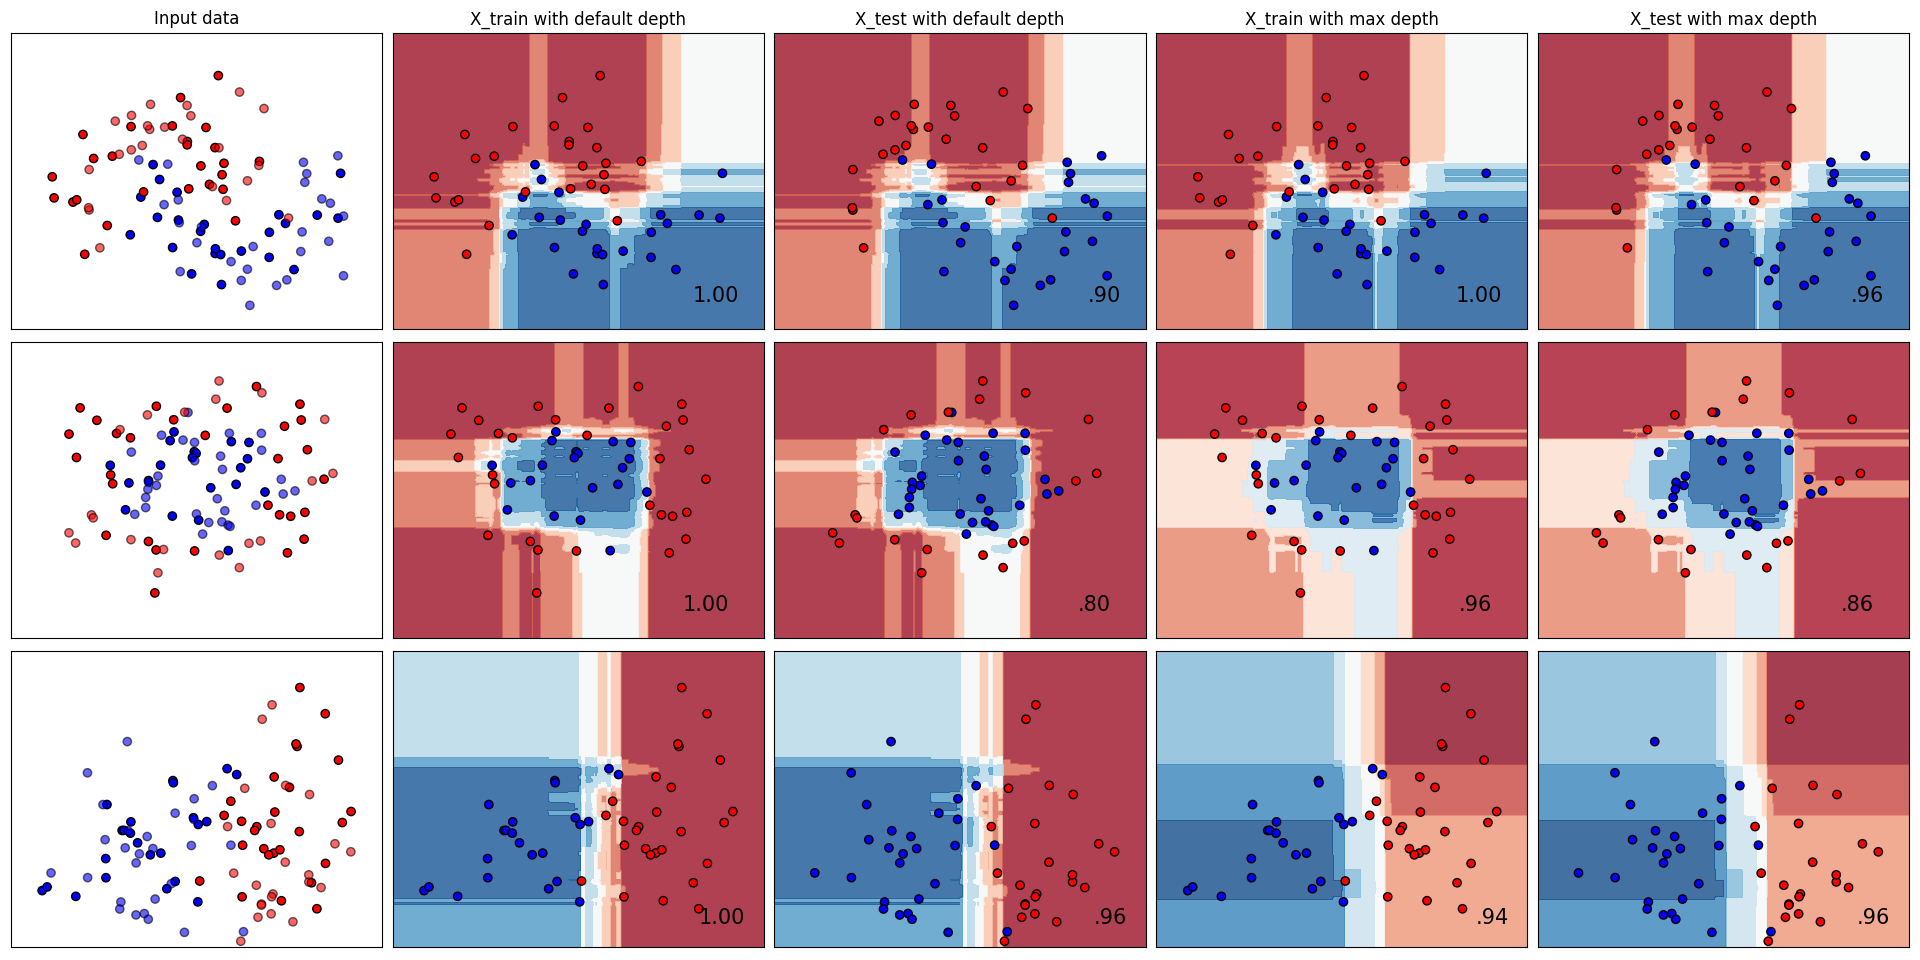 Input data
X_train with default depth
X_test with default depth
X_train with max depth
X_test with max depth
1.00
.90
1.00
.96
1.00
.80
.96
.86
1.00
.96
.94
.96